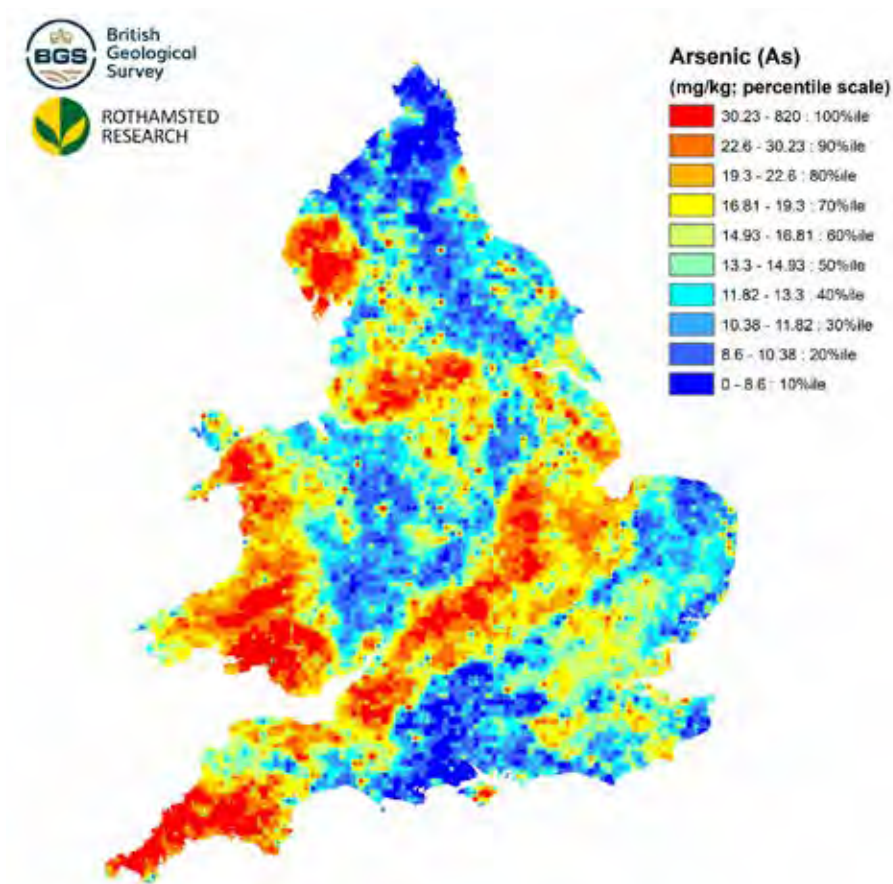 British
Geological
Survey
BGS
ROTHAMSTED
RESEARCH
Arsenic (As)
(mg/kg; percentile scale)
30.23 - 820 : 100%ile
22.6 - 30.23 : 90%ile
19.3 - 22.6 : 80%ile
16.81 - 19.3 : 70%ile
14.93 - 16.81 : 60%ile
13.3 - 14.93 : 50%ile
11.82 - 13.3 : 40%ile
10.38 - 11.82 : 30%ile
8.6 - 10.38 : 20%ile
0 - 8.6 : 10%ile